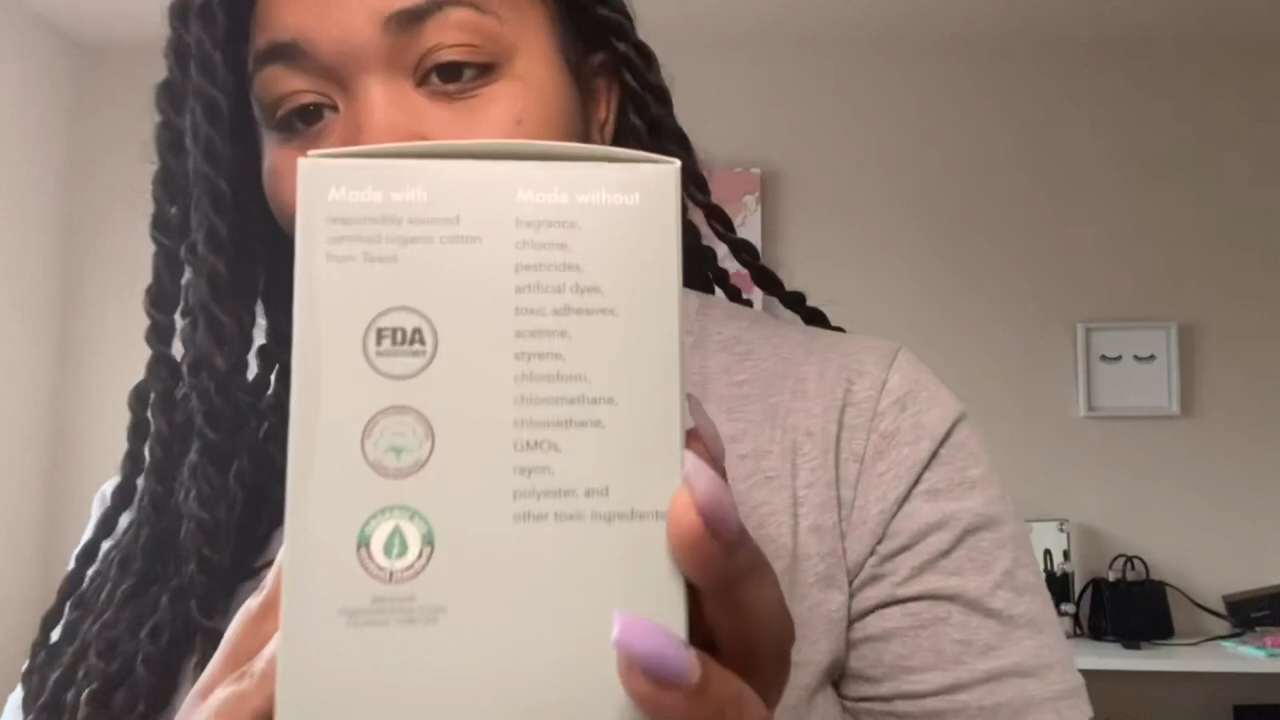 Made with
responsibly sourced
certified organic cotton
from Texas
FDA
Made without
fragrance,
chlorine,
pesticides,
artificial dyes,
toxic adhesives,
acetone,
styrene,
chloroform,
chloromethane,
chlornethane,
GMOs,
rayon,
polyester, and
other toxic ingredients